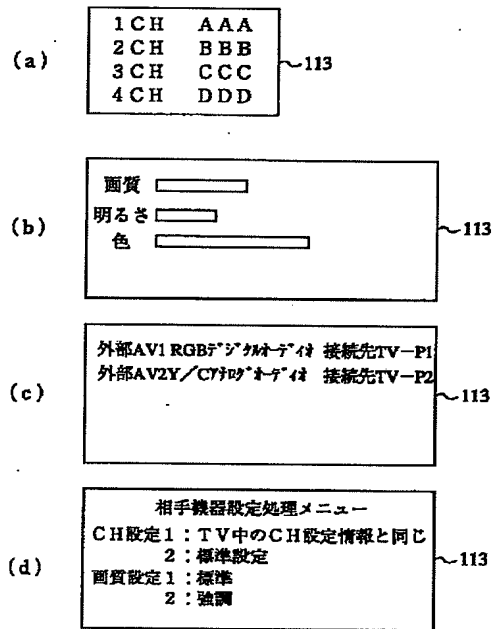 (a)
1CH AAA
2CH BBB
3CH CCC
4CH DDD
113
(b)
画質
明るさ
色
113
(c)
外部AV1 RGBデジタルオーディオ 接続先TV-P1
外部AV2Y/Cアナログオーディオ 接続先TV-P2
113
(d)
相手機器設定処理メニュー
CH設定1:TV中のCH設定情報と同じ
2:標準設定
画質設定1:標準
2:強調
113